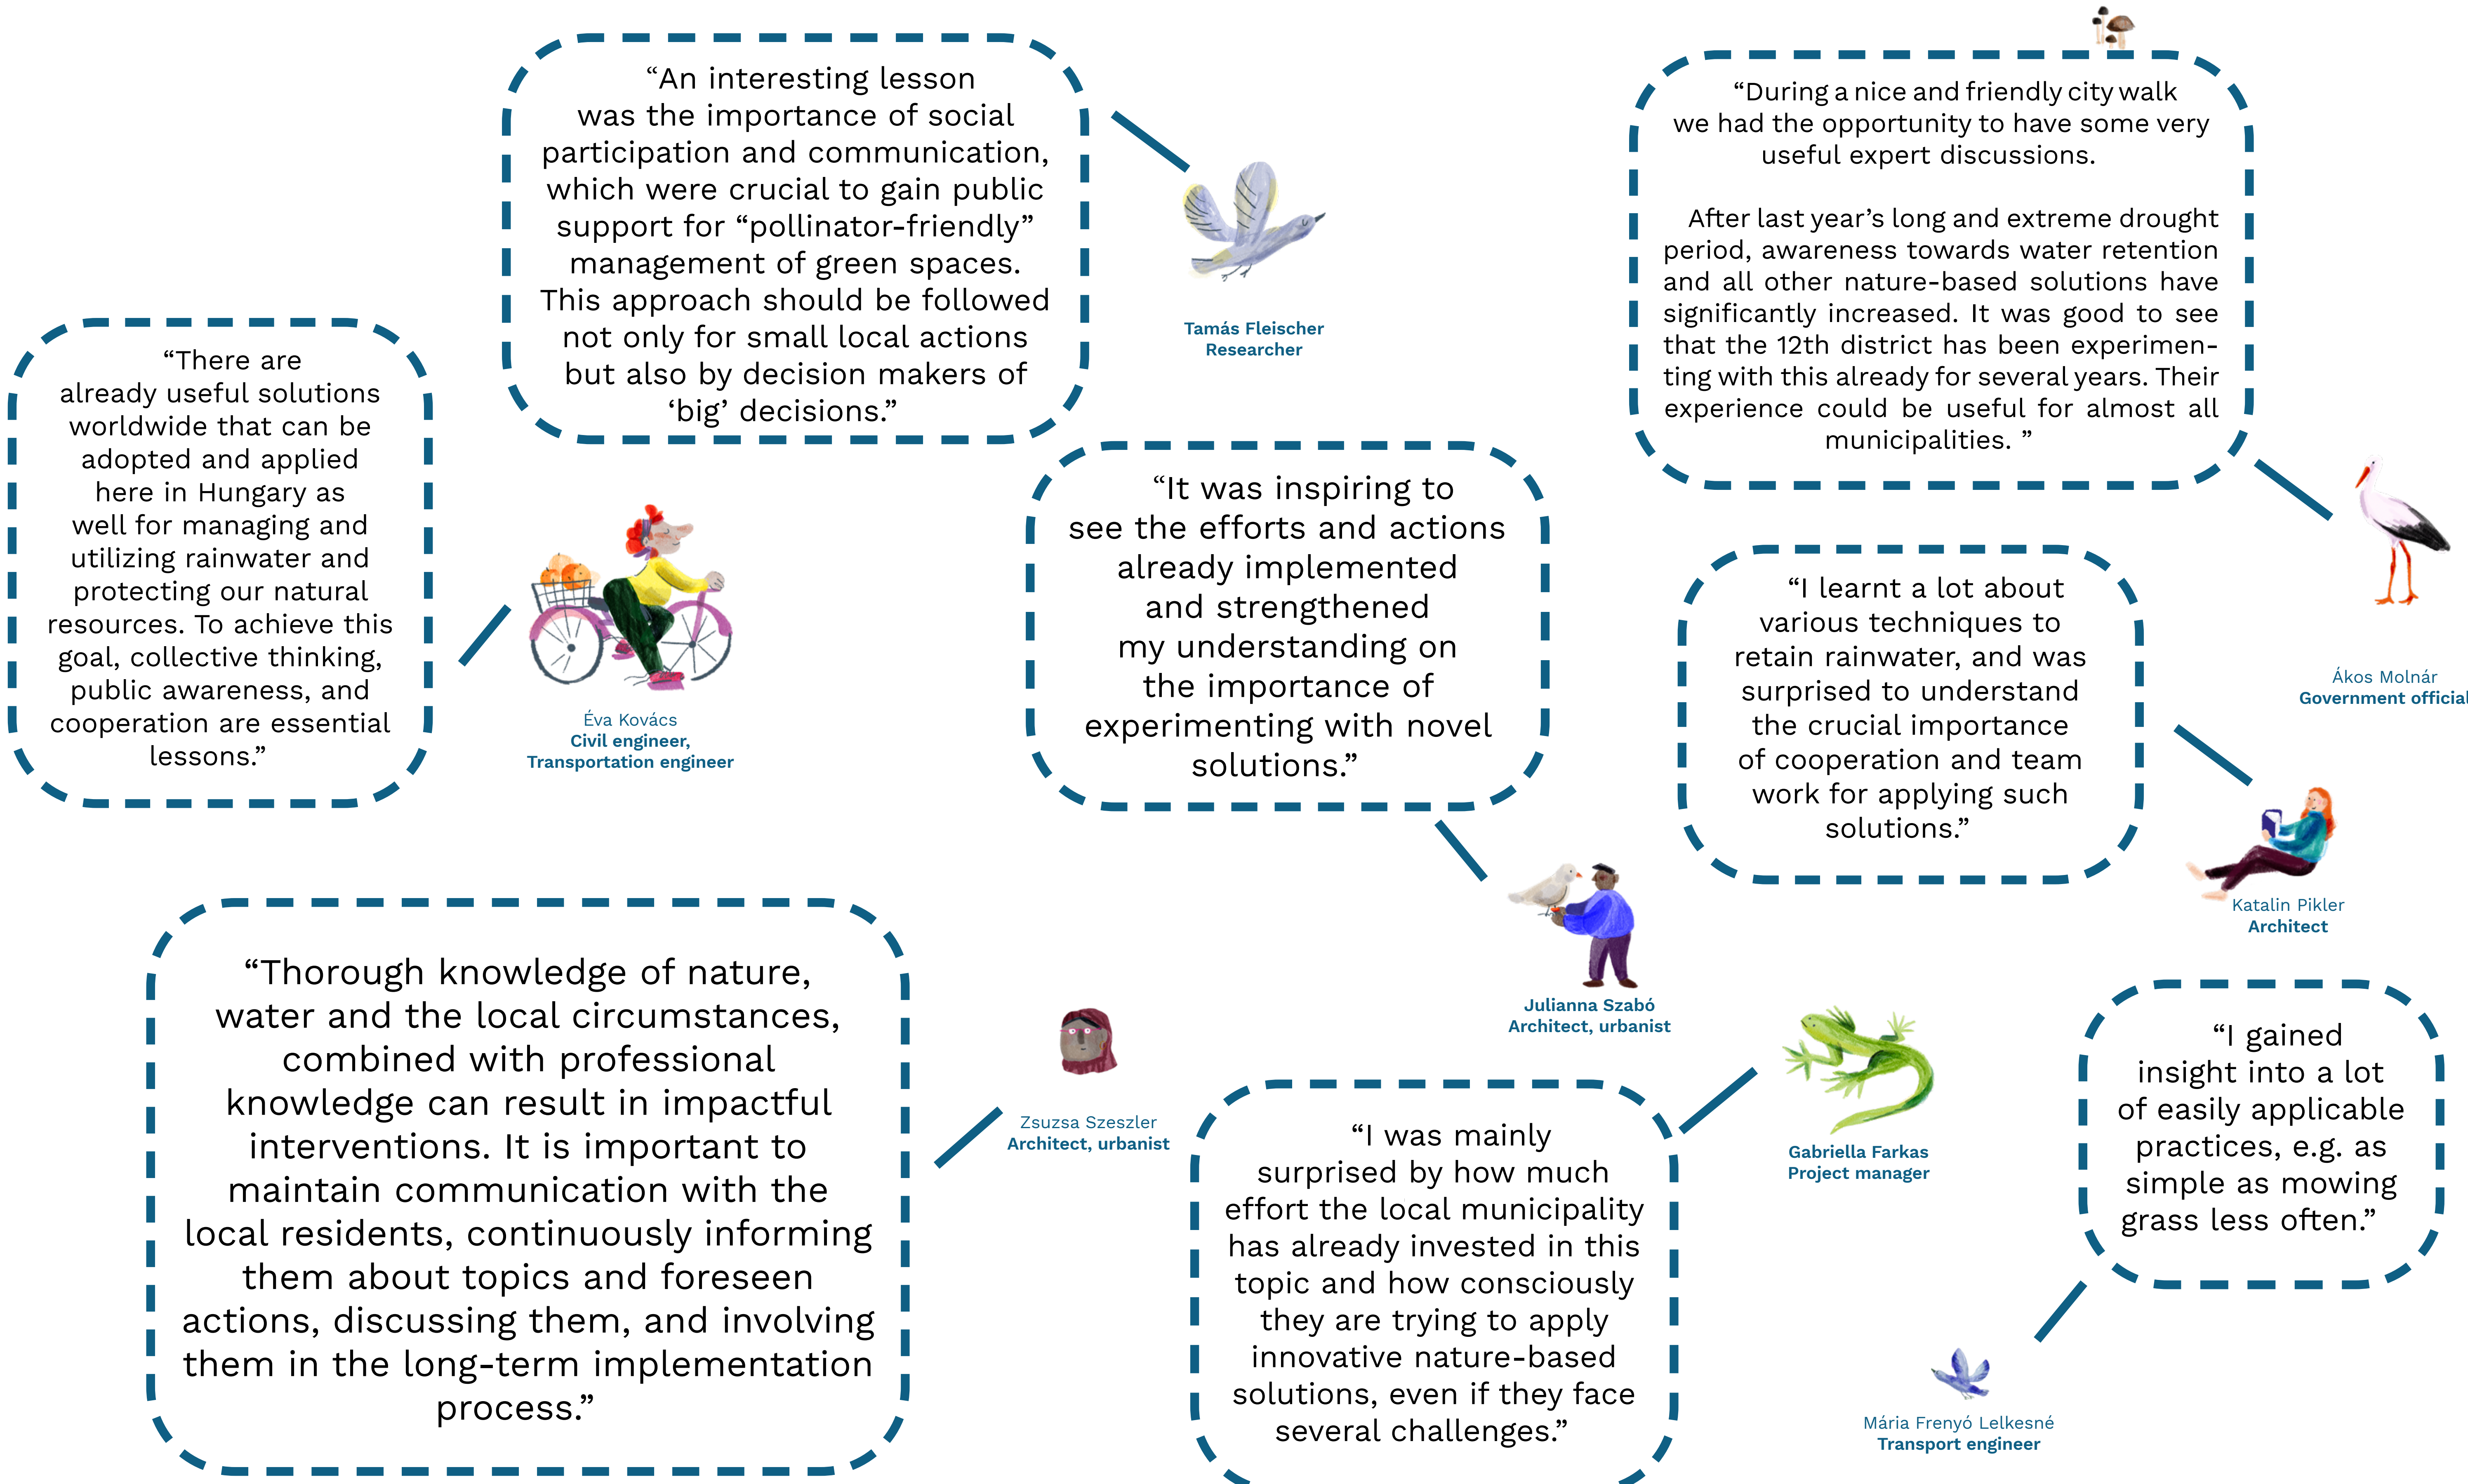 “An interesting lesson
was the importance of social
participation and communication,
which were crucial to gain public
support for “pollinator-friendly”
management of green spaces.
This approach should be followed
not only for small local actions
but also by decision makers of
‘big’ decisions.”
Tamás Fleischer
Researcher
“During a nice and friendly city walk
we had the opportunity to have some very
useful expert discussions.
After last year’s long and extreme drought
period, awareness towards water retention
and all other nature-based solutions have
significantly increased. It was good to see
that the 12th district has been experimen-
ting with this already for several years. Their
experience could be useful for almost all
municipalities. ”
Ákos Molnár
Government official
“There are
already useful solutions
worldwide that can be
adopted and applied
here in Hungary as
well for managing and
utilizing rainwater and
protecting our natural
resources. To achieve this
goal, collective thinking,
public awareness, and
cooperation are essential
lessons.”
Éva Kovács
Civil engineer,
Transportation engineer
“It was inspiring to
see the efforts and actions
already implemented
and strengthened
my understanding on
the importance of
experimenting with novel
solutions.”
Julianna Szabó
Architect, urbanist
“I learnt a lot about
various techniques to
retain rainwater, and was
surprised to understand
the crucial importance
of cooperation and team
work for applying such
solutions.”
Katalin Pikler
Architect
“Thorough knowledge of nature,
water and the local circumstances,
combined with professional
knowledge can result in impactful
interventions. It is important to
maintain communication with the
local residents, continuously informing
them about topics and foreseen
actions, discussing them, and involving
them in the long-term implementation
process.”
Zsuzsa Szeszler
Architect, urbanist
“I was mainly
surprised by how much
effort the local municipality
has already invested in this
topic and how consciously
they are trying to apply
innovative nature-based
solutions, even if they face
several challenges.”
Gabriella Farkas
Project manager
“I gained
insight into a lot
of easily applicable
practices, e.g. as
simple as mowing
grass less often.”
Mária Frenyó Lelkesné
Transport engineer